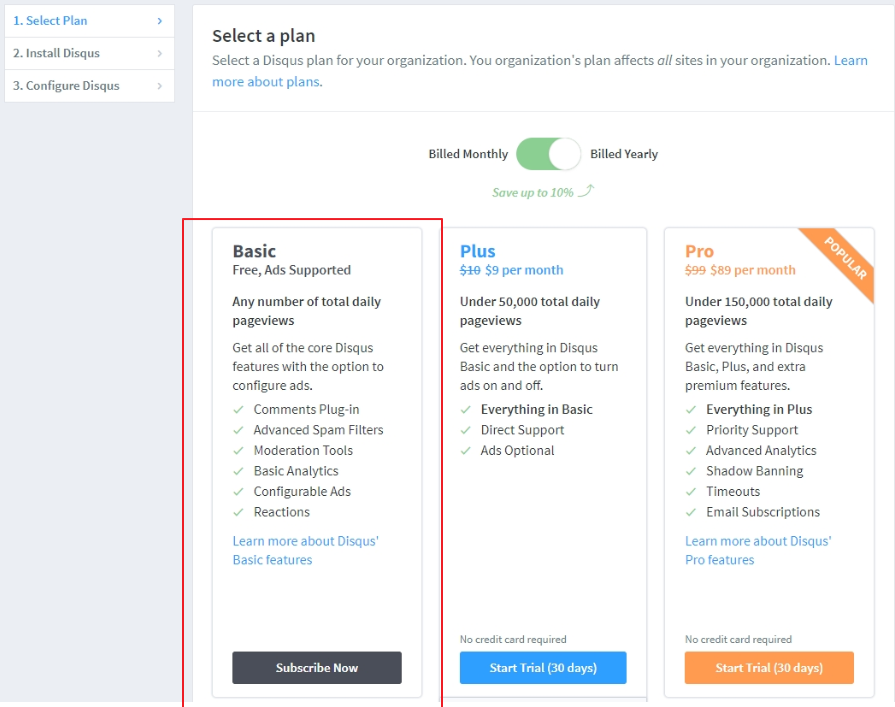 1. Select Plan
2. Install Disqus
3. Configure Disqus
Select a plan
Select a Disqus plan for your organization. You organization's plan affects all sites in your organization. Learn
more about plans.
Billed Monthly
Billed Yearly
Save up to 10%
Basic
Free, Ads Supported
Any number of total daily
pageviews
Get all of the core Disqus
features with the option to
configure ads.
Comments Plug-in
Advanced Spam Filters
Moderation Tools
Basic Analytics
Configurable Ads
Reactions
Learn more about Disqus'
Basic features
Subscribe Now
Plus
$10 $9 per month
Under 50,000 total daily
pageviews
Get everything in Disqus
Basic and the option to turn
ads on and off.
Everything in Basic
Direct Support
Ads Optional
No credit card required
Start Trial (30 days)
POPULAR
Pro
$99 $89 per month
Under 150,000 total daily
pageviews
Get everything in Disqus
Basic, Plus, and extra
premium features.
Everything in Plus
Priority Support
Advanced Analytics
Shadow Banning
Timeouts
Email Subscriptions
Learn more about Disqus'
Pro features
No credit card required
Start Trial (30 days)